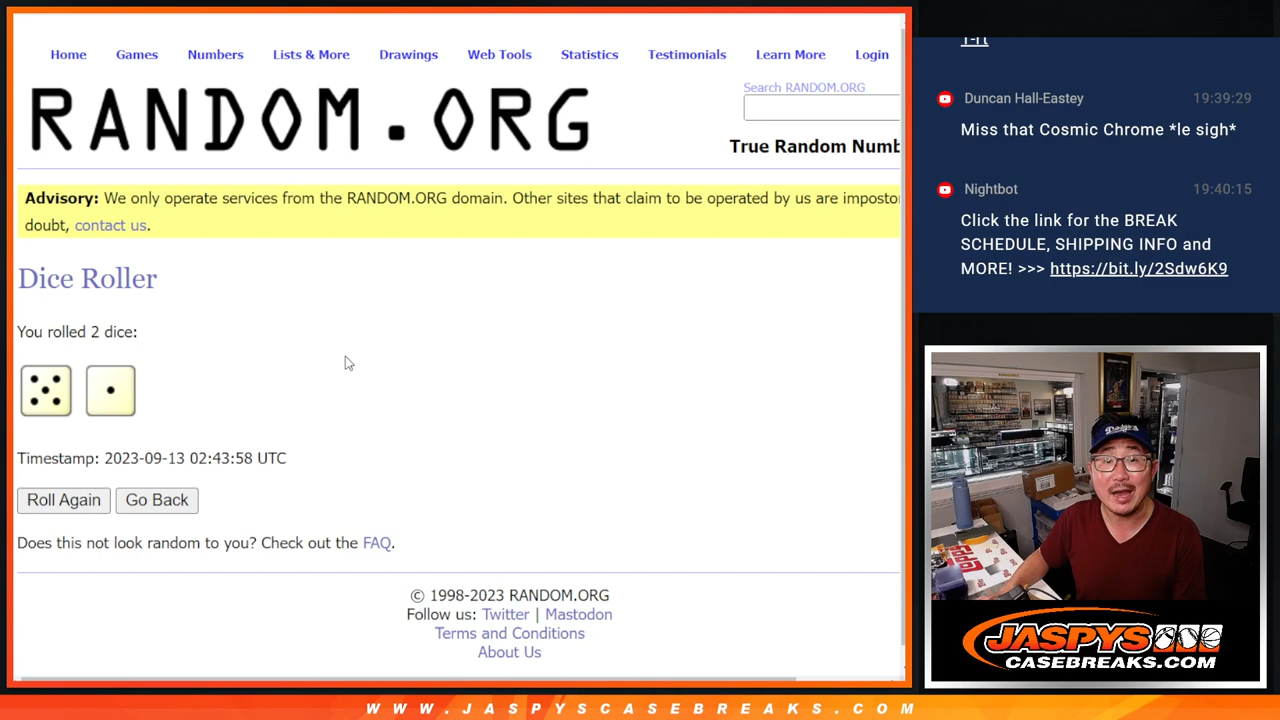 Home Games Numbers Lists & More Drawings Web Tools Statistics Testimonials Learn More Login
RANDOM.ORG
Search RANDOM.ORG
True Random Numb
Advisory: We only operate services from the RANDOM.ORG domain. Other sites that claim to be operated by us are impostor
doubt, contact us.
Dice Roller
You rolled 2 dice:
Timestamp: 2023-09-13 02:43:58 UTC
Roll Again Go Back
Does this not look random to you? Check out the FAQ.
© 1998-2023 RANDOM.ORG
Follow us: Twitter | Mastodon
Terms and Conditions
About Us
Duncan Hall-Eastey 19:39:29
Miss that Cosmic Chrome *le sigh*
Nightbot 19:40:15
Click the link for the BREAK
SCHEDULE, SHIPPING INFO and
MORE! >>> https://bit.ly/2Sdw6K9
Dodgers
JASPYS
CASEBREAKS.COM
WWW.JASPYSCASEBREAKS.COM